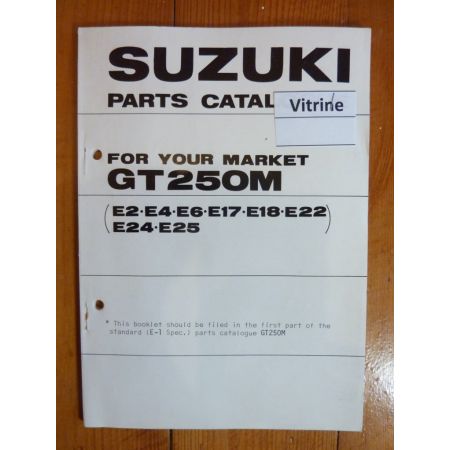 SUZUKI
PARTS CATAL
Vitrine
FOR YOUR MARKET
GT250M
(E2·E4·E6·E17·E18·E22
E24·E25)
* This booklet should be filed in the first part of the
standard (E-1 Spec.) parts catalogue GT250M